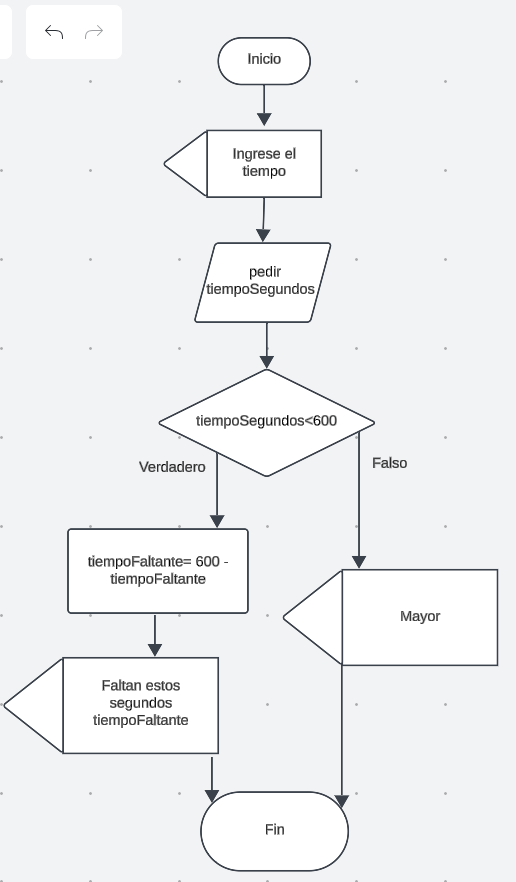 Inicio
Ingrese el
tiempo
pedir
tiempoSegundos
tiempoSegundos<600
Verdadero
Falso
tiempoFaltante= 600 -
tiempoFaltante
Mayor
Faltan estos
segundos
tiempoFaltante
Fin